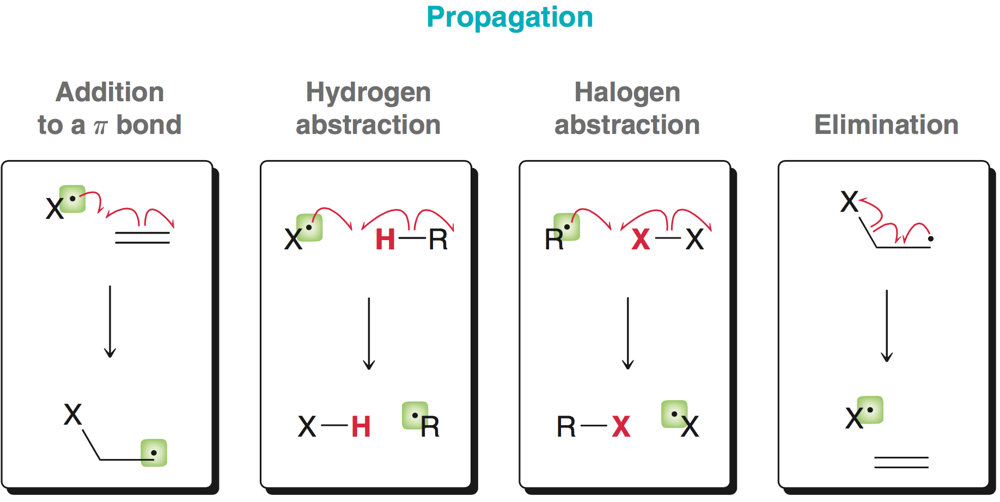 Propagation
Addition
to a π bond
Hydrogen
abstraction
Halogen
abstraction
Elimination
X
X
H R
X H
R
R
X X
R X
X
X
X